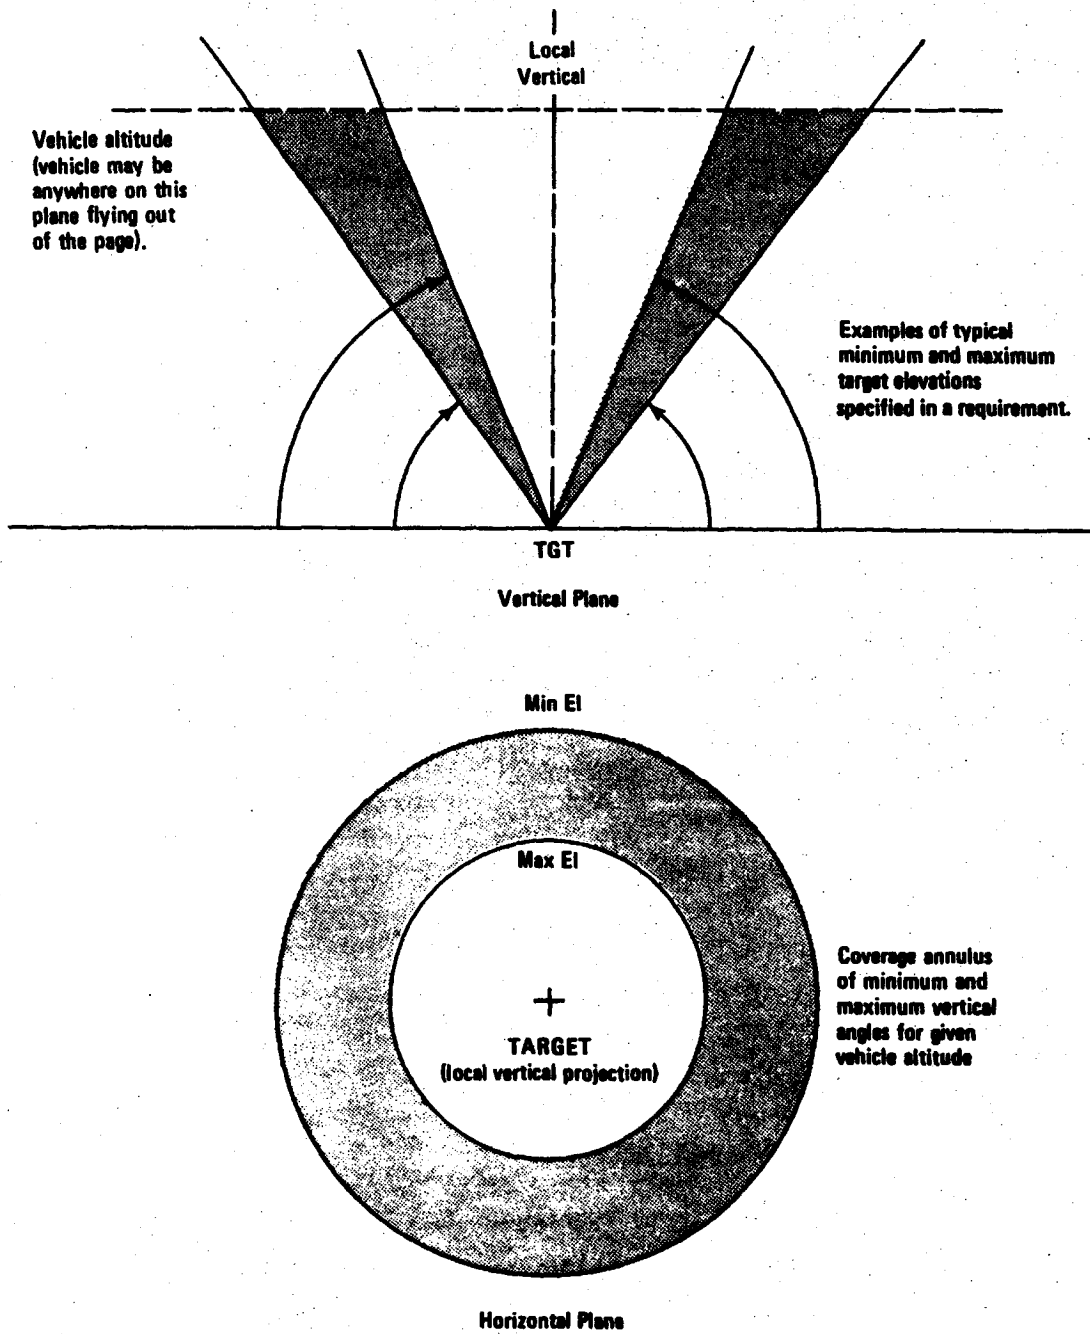 Local
Vertical
Vehicle altitude
(vehicle may be
anywhere on this
plane flying out
of the page).
Examples of typical
minimum and maximum
target elevations
specified in a requirement.
TGT
Vertical Plane
Min El
Max El
TARGET
(local vertical projection)
Coverage annulus
of minimum and
maximum vertical
angles for given
vehicle altitude
Horizontal Plane